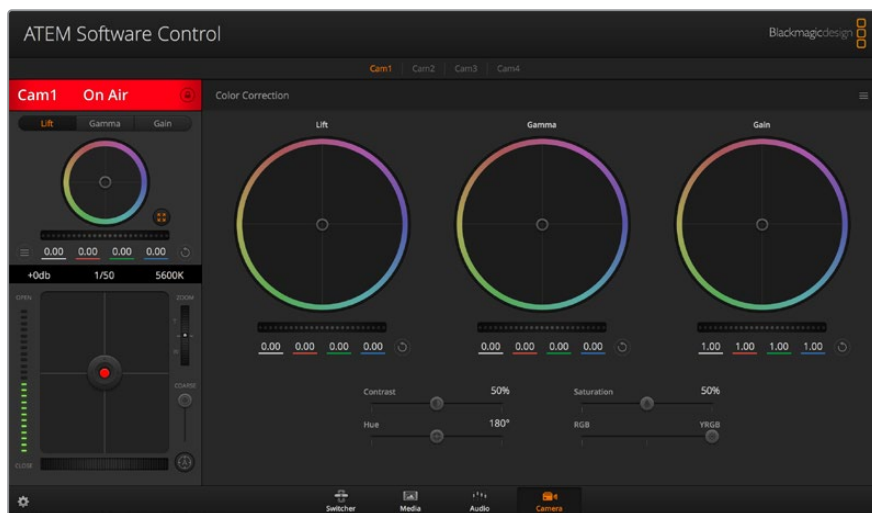 ATEM Software Control
Blackmagicdesign
Cam1 Cam2 Cam3 Cam4
Cam1 On Air
Color Correction
Lift Gamma Gain
Lift Gamma Gain
0.00 0.00 0.00 0.00
+0db 1/50 5600K
OPEN
ZOOM
T
W
COARSE
CLOSE
0.00 0.00 0.00 0.00
0.00 0.00 0.00 0.00
1.00 1.00 1.00 1.00
Contrast 50%
Saturation 50%
Hue 180°
RGB YRGB
Switcher Media Audio Camera